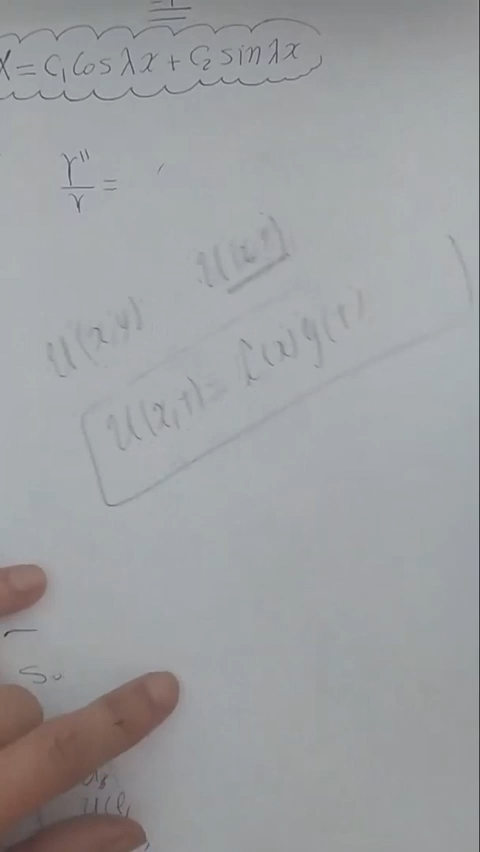 X = C₁ Cos λx + C₂ sin λx
Y''/Y =
U(x,y) U(x,t)
U(x,t) = f(x) g(t)